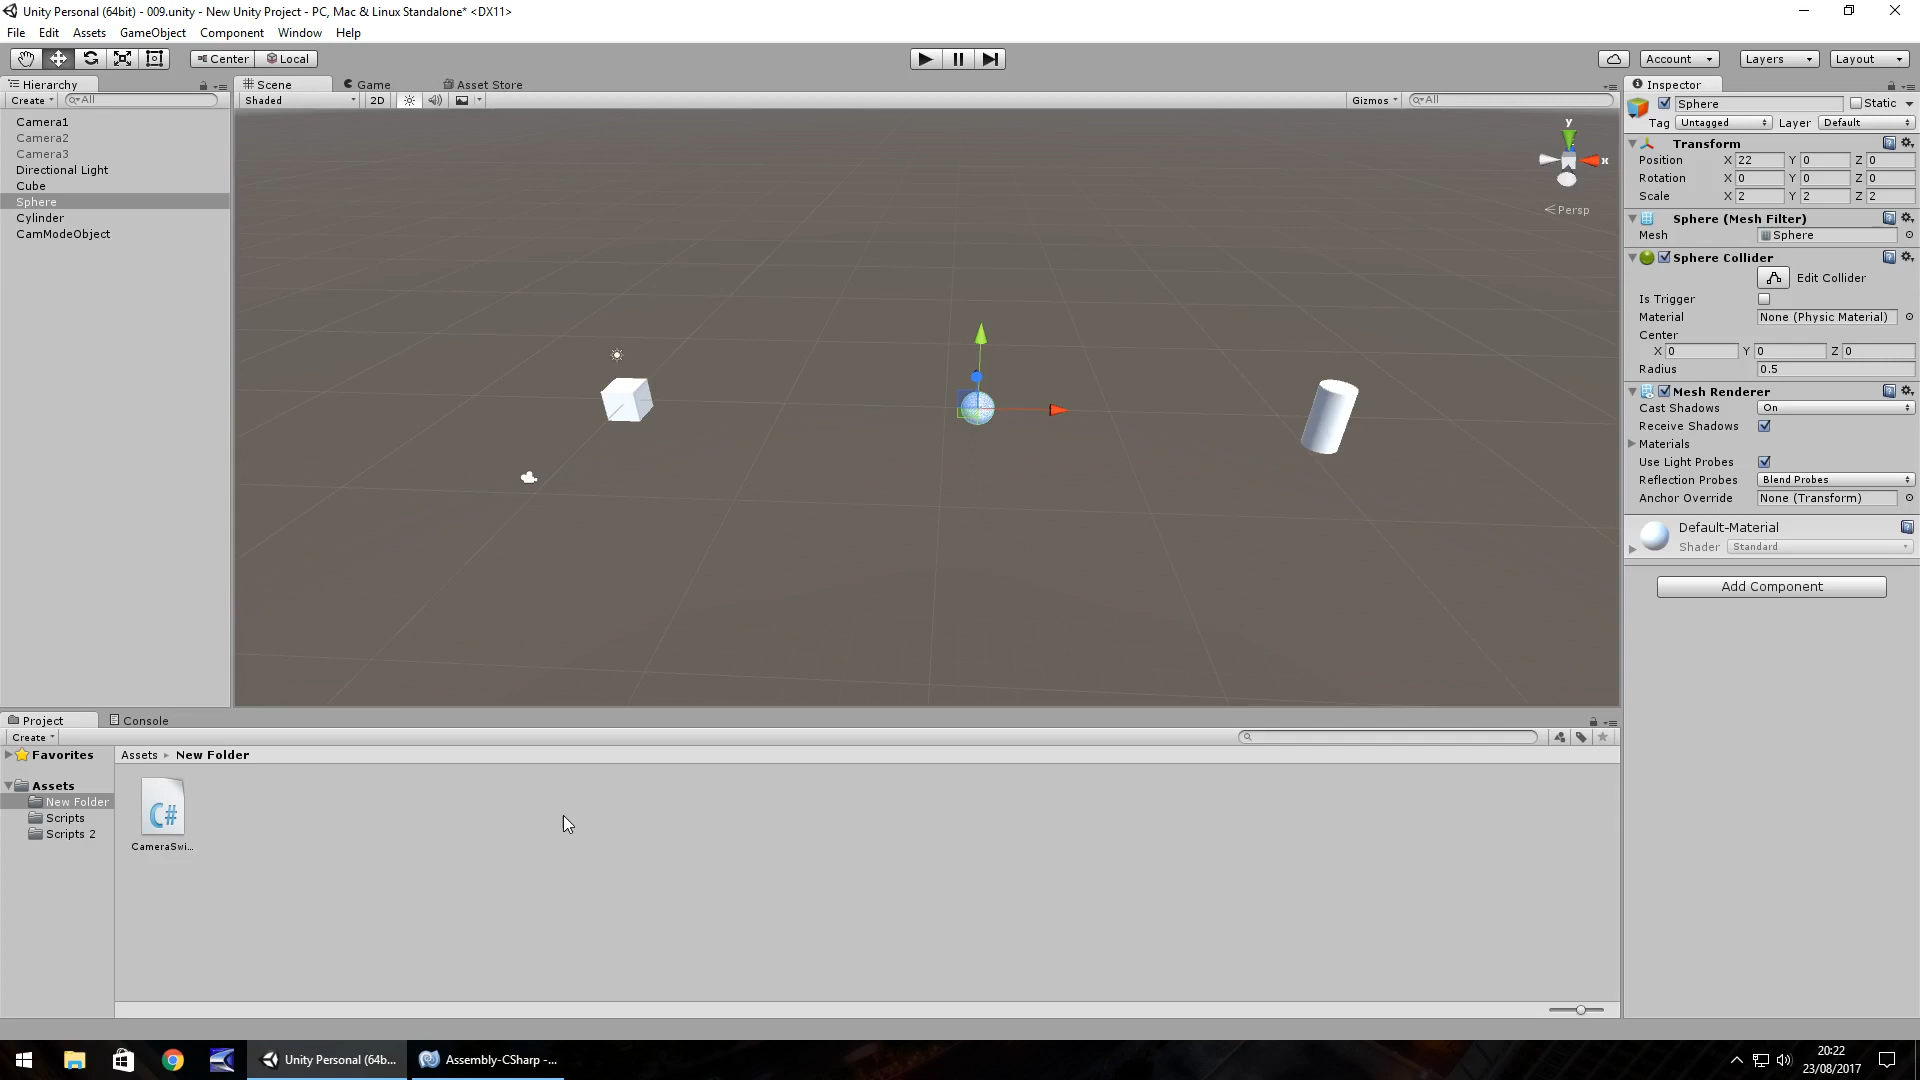 Unity Personal (64bit) - 009.unity - New Unity Project - PC, Mac & Linux Standalone* <DX11>
File Edit Assets GameObject Component Window Help
Center Local Account Layers Layout
Hierarchy
Create All
Camera1
Camera2
Camera3
Directional Light
Cube
Sphere
Cylinder
CamModeObject
Scene Game Asset Store
Shaded 2D Gizmos All
y
x
Persp
Inspector
Sphere Static
Tag Untagged Layer Default
Transform
Position X 22 Y 0 Z 0
Rotation X 0 Y 0 Z 0
Scale X 2 Y 2 Z 2
Sphere (Mesh Filter)
Mesh Sphere
Sphere Collider
Edit Collider
Is Trigger
Material None (Physic Material)
Center
X 0 Y 0 Z 0
Radius 0.5
Mesh Renderer
Cast Shadows On
Receive Shadows
Materials
Use Light Probes
Reflection Probes Blend Probes
Anchor Override None (Transform)
Default-Material
Shader Standard
Add Component
Project Console
Create
Favorites
Assets
New Folder
Scripts
Scripts 2
Assets New Folder
C#
CameraSwi...
Unity Personal (64b... Assembly-CSharp -...
20:22
23/08/2017